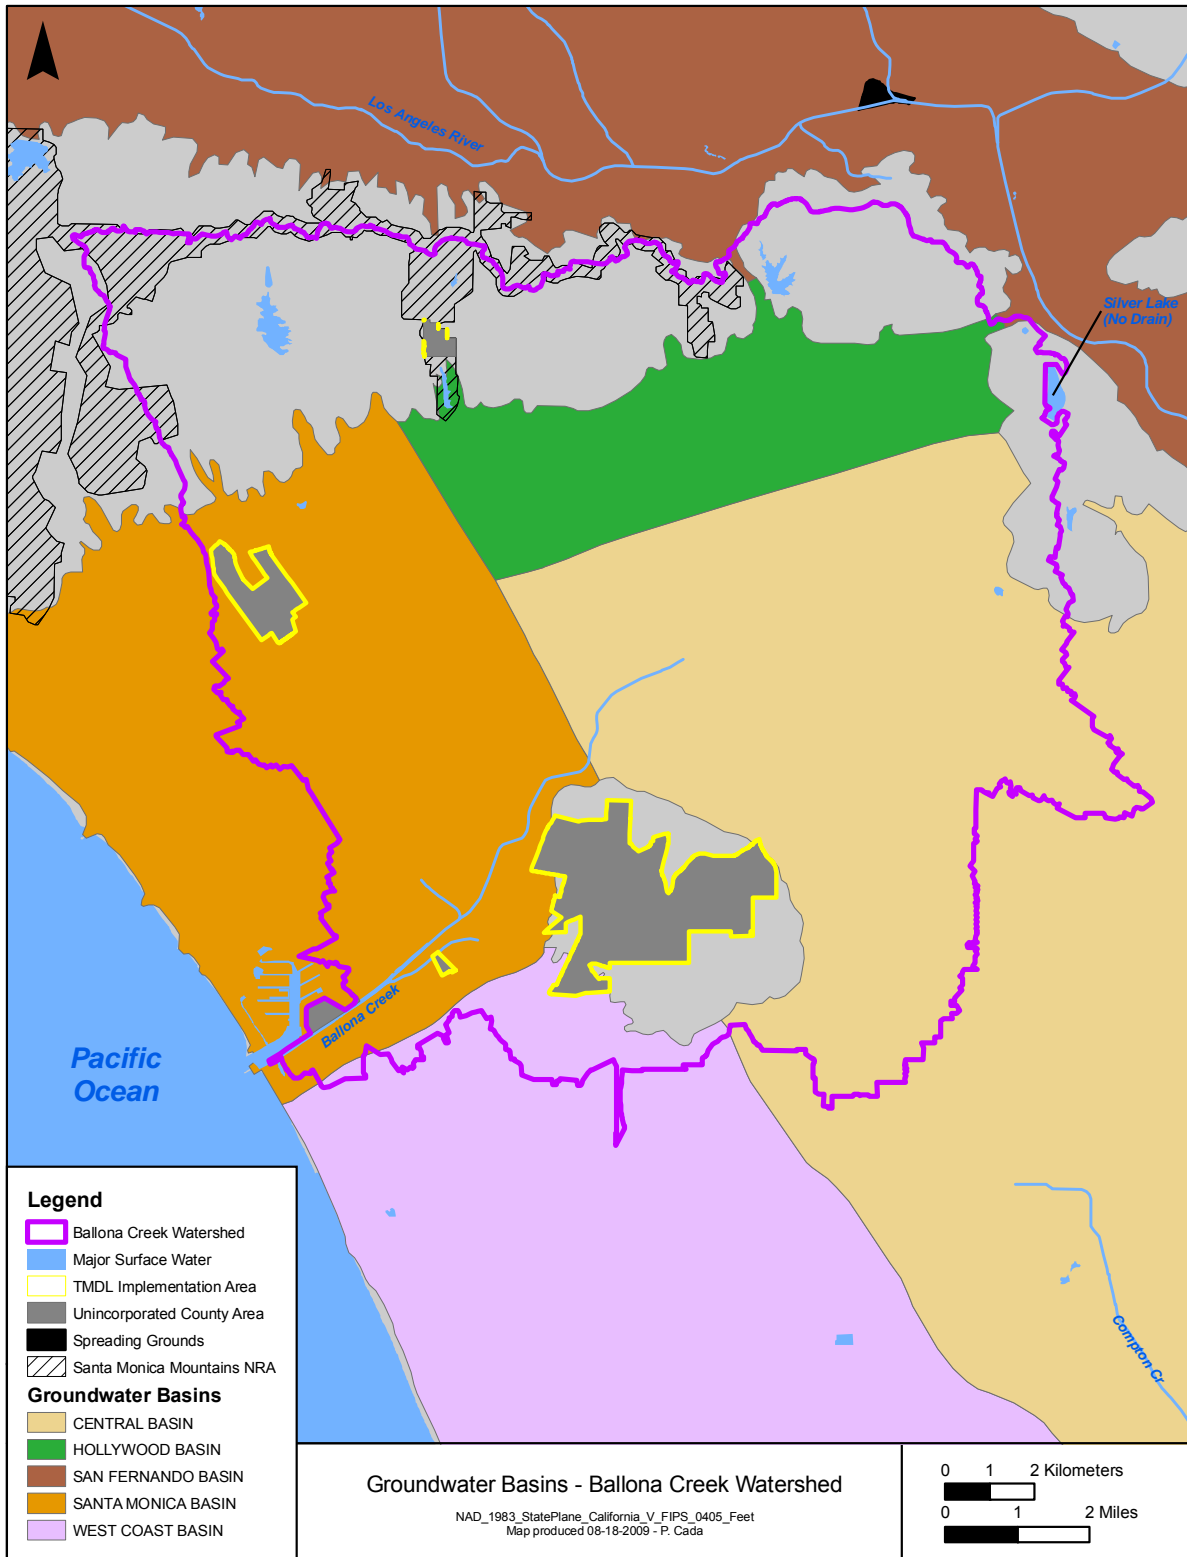 Los Angeles River
Silver Lake
(No Drain)
Ballona Creek
Pacific
Ocean
Compton Cr
Legend
Ballona Creek Watershed
Major Surface Water
TMDL Implementation Area
Unincorporated County Area
Spreading Grounds
Santa Monica Mountains NRA
Groundwater Basins
CENTRAL BASIN
HOLLYWOOD BASIN
SAN FERNANDO BASIN
SANTA MONICA BASIN
WEST COAST BASIN
Groundwater Basins - Ballona Creek Watershed
NAD_1983_StatePlane_California_V_FIPS_0405_Feet
Map produced 08-18-2009 - P. Cada
0 1 2 Kilometers
0 1 2 Miles